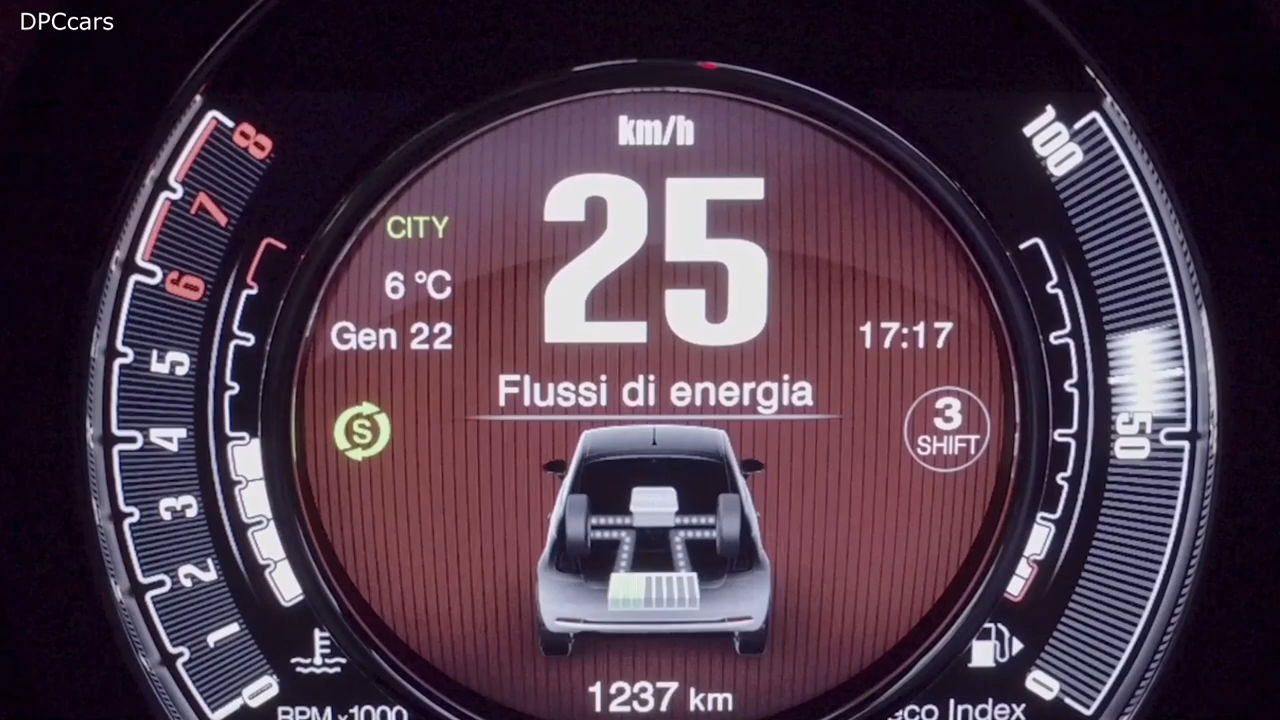 DPCcars
km/h
25
CITY
6 °C
Gen 22
17:17
Flussi di energia
S
3
SHIFT
8
7
6
5
4
3
2
1
0
100
50
0
1237 km
BPM x1000
eco Index